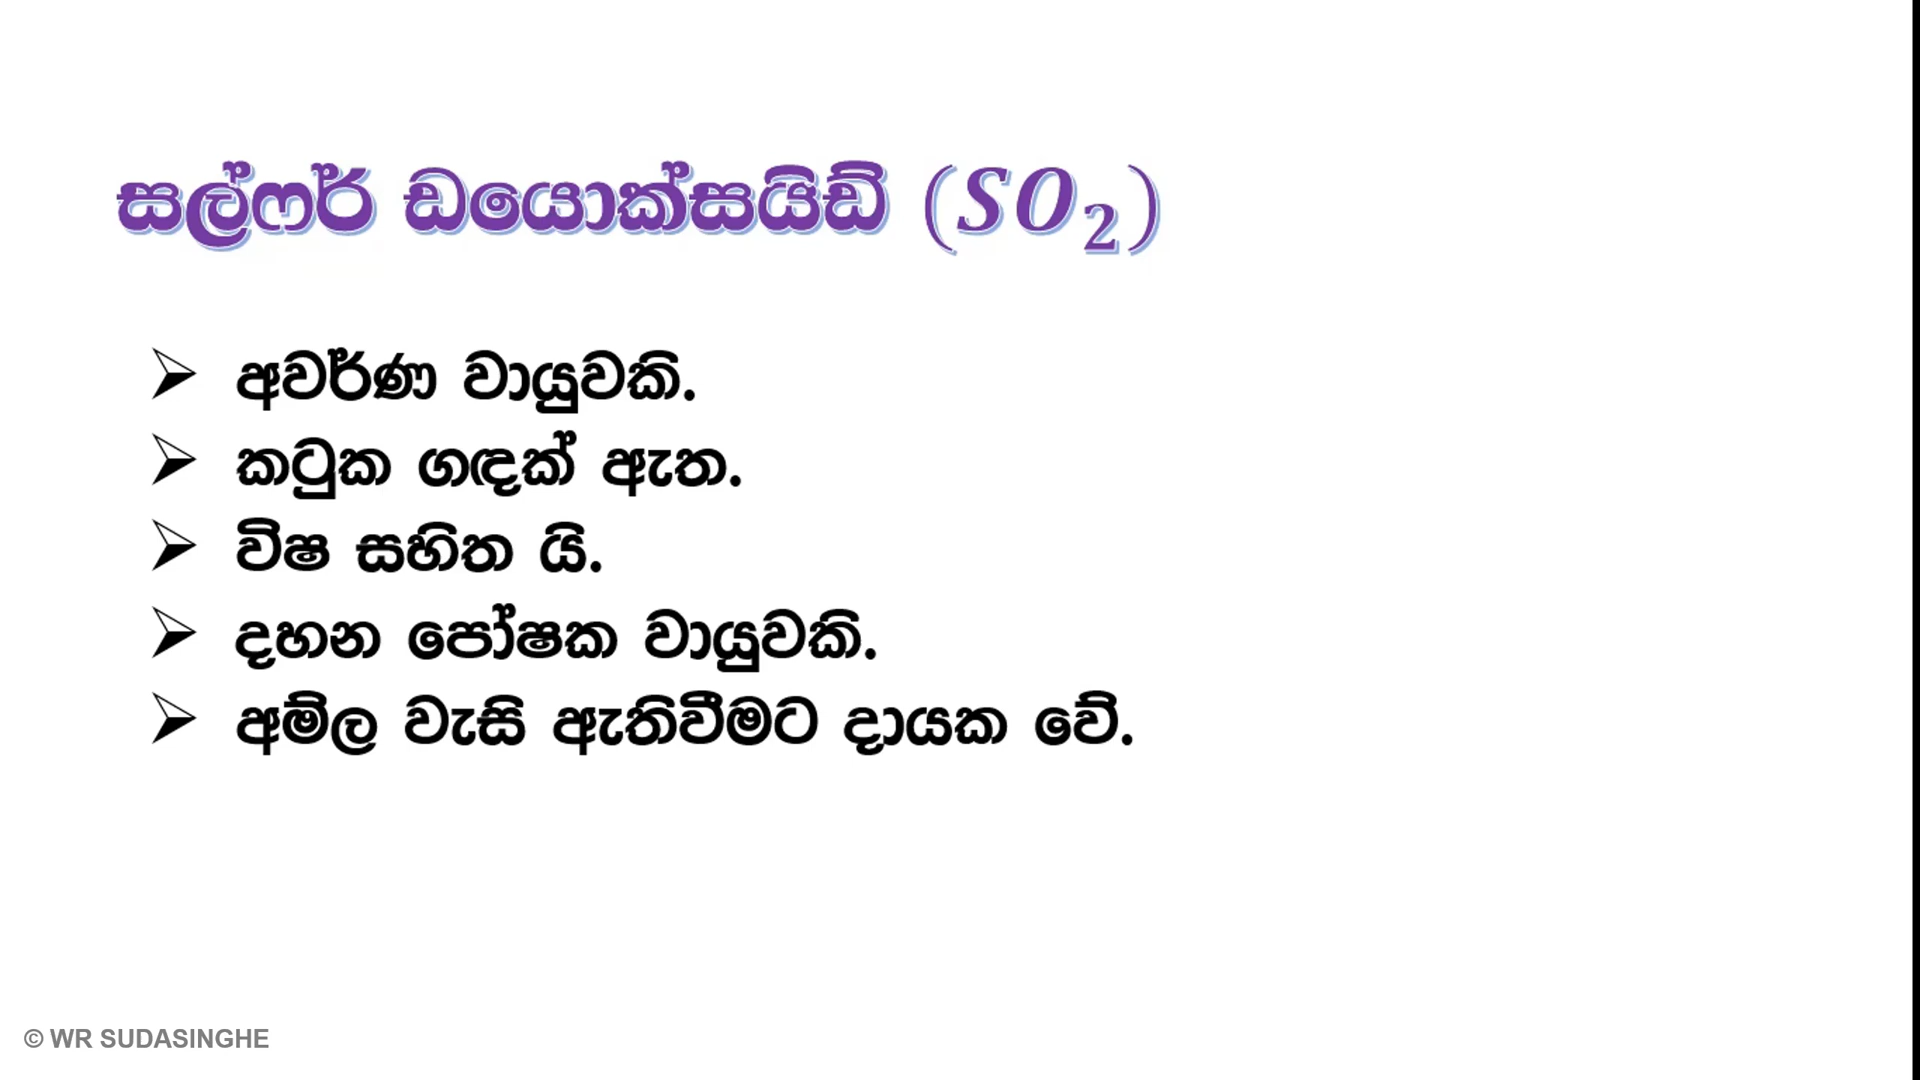 සල්ෆර් ඩයොක්සයිඩ් (SO₂)
➢ අවර්ණ වායුවකි.
➢ කටුක ගඳක් ඇත.
➢ විෂ සහිත යි.
➢ දහන පෝෂක වායුවකි.
➢ අම්ල වැසි ඇතිවීමට දායක වේ.
© WR SUDASINGHE